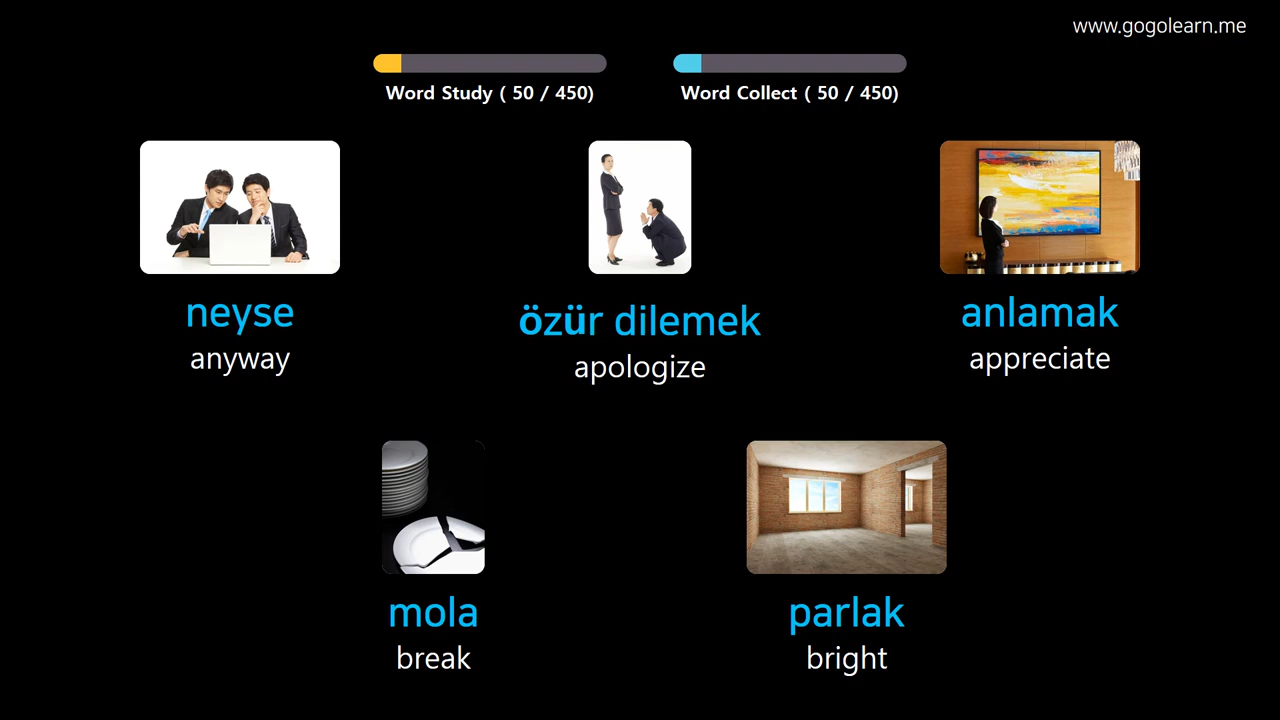 www.gogolearn.me
Word Study ( 50 / 450)
Word Collect ( 50 / 450)
neyse
anyway
özür dilemek
apologize
anlamak
appreciate
mola
break
parlak
bright